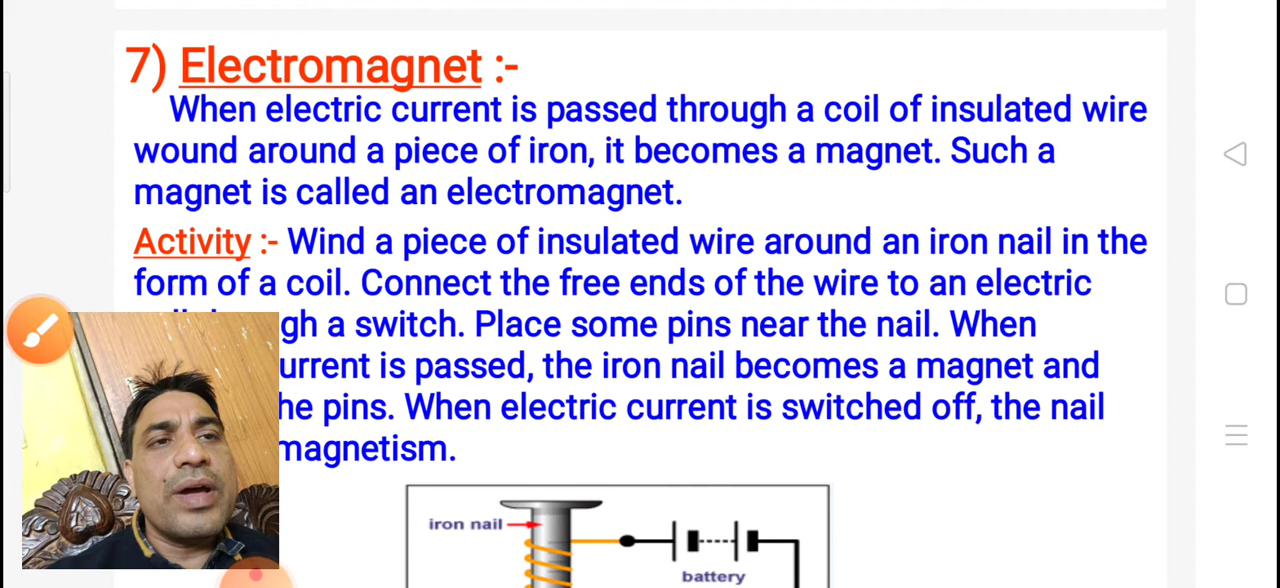 7) Electromagnet :-
When electric current is passed through a coil of insulated wire
wound around a piece of iron, it becomes a magnet. Such a
magnet is called an electromagnet.
Activity :- Wind a piece of insulated wire around an iron nail in the
form of a coil. Connect the free ends of the wire to an electric
gh a switch. Place some pins near the nail. When
urrent is passed, the iron nail becomes a magnet and
he pins. When electric current is switched off, the nail
magnetism.
iron nail
battery